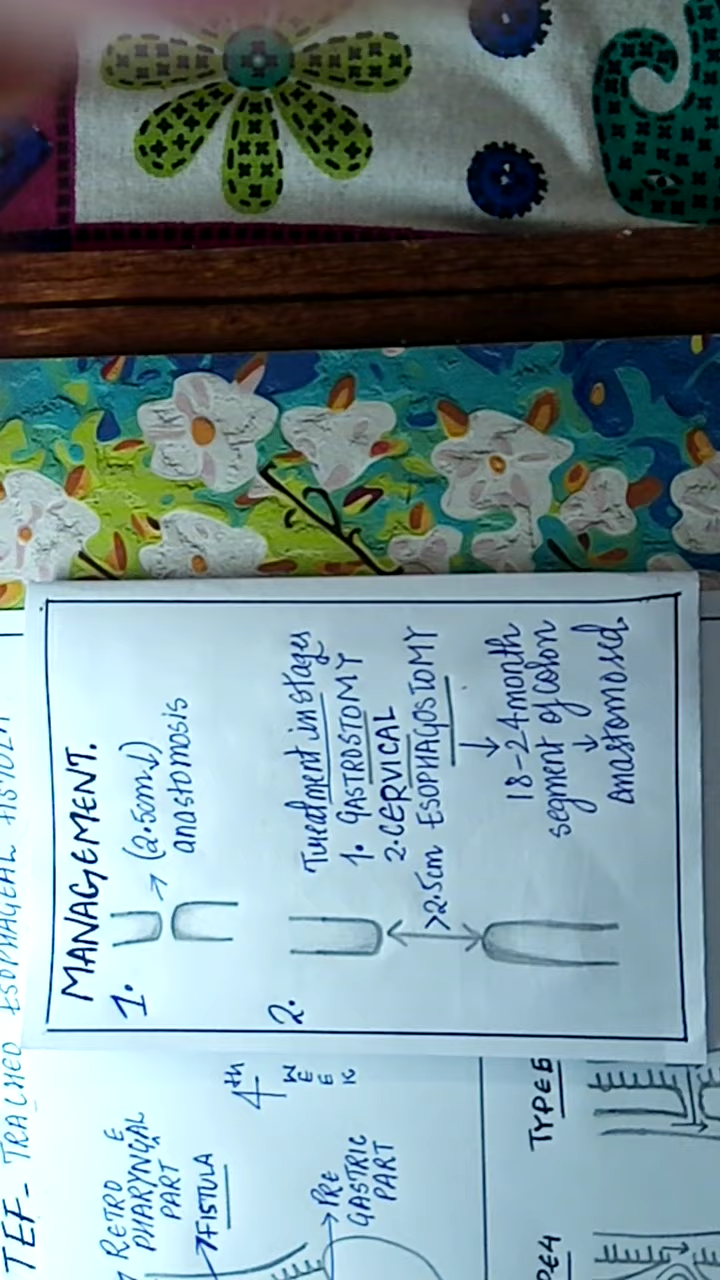 TEF- TRACHEO ESOPHAGEAL FISTULA
MANAGEMENT.
1.
→ (2.5cm↓)
anastomosis
2.
Treatment in stages
1. GASTROSTOMY
2. CERVICAL
>2.5cm ESOPHAGOSTOMY
↓
18-24 month
segment of colon
↓
anastomosed.
RETRO
PHARYNGEAL
PART
→ FISTULA
4th
WEEK
→ PRE
GASTRIC
PART
TYPE 5